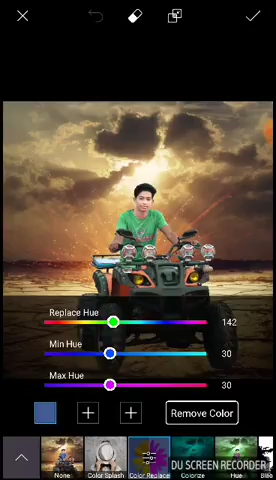 Replace Hue
142
Min Hue
30
Max Hue
30
Remove Color
None
Color Splash
Color Replace
Colorize
Hue
DU SCREEN RECORDER